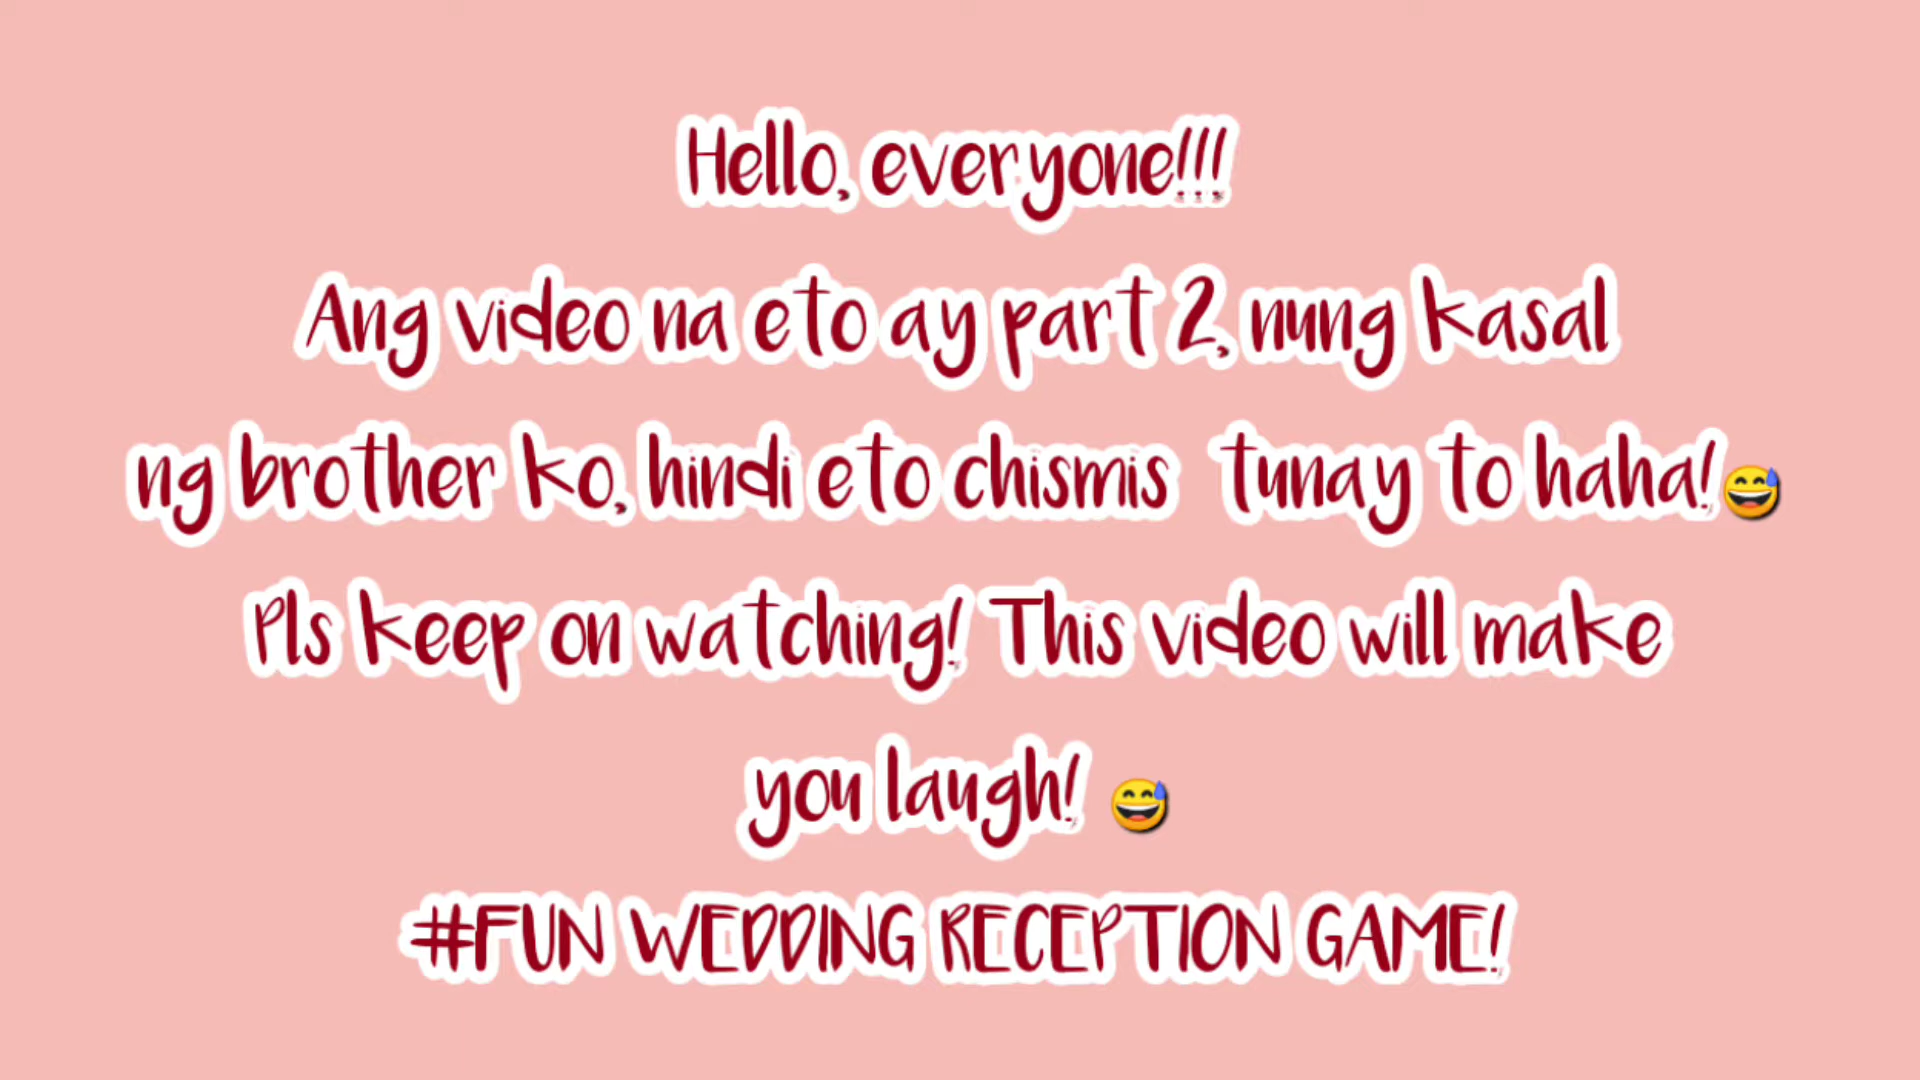 Hello, everyone!!!
Ang video na eto ay part 2, nung kasal
ng brother ko, hindi eto chismis tunay to haha!😅
Pls keep on watching! This video will make
you laugh! 😅
#FUN WEDDING RECEPTION GAME!